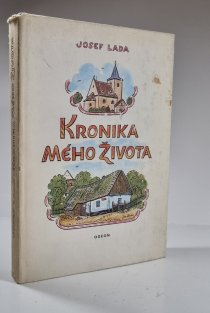 JOSEF LADA
KRONIKA
MÉHO ŽIVOTA
ODEON